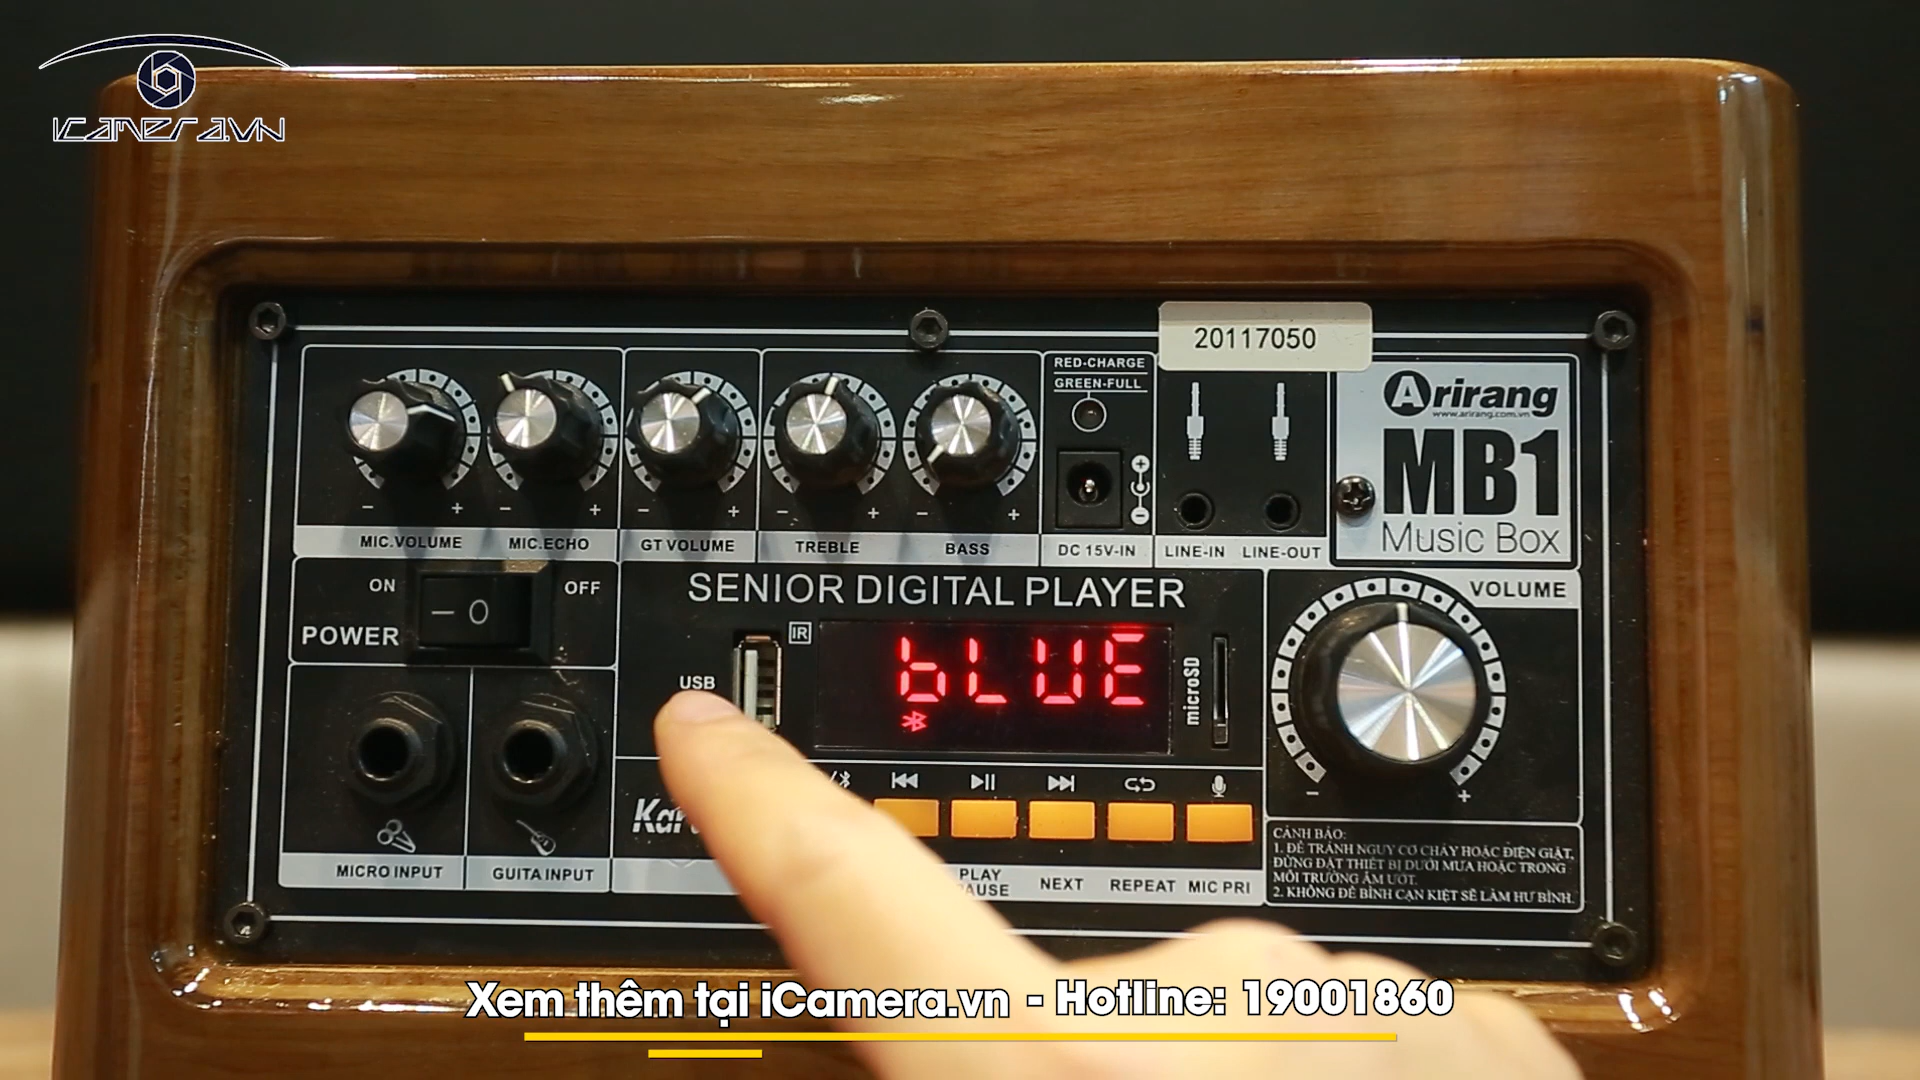 iCAMERA.VN
20117050
RED-CHARGE
GREEN-FULL
Arirang
www.arirang.com.vn
MB1
Music Box
- + - + - + - + - +
MIC.VOLUME MIC.ECHO GT VOLUME TREBLE BASS DC 15V-IN LINE-IN LINE-OUT
ON OFF
POWER
SENIOR DIGITAL PLAYER
VOLUME
IR
USB
bLUE
microSD
- +
MICRO INPUT GUITA INPUT
PLAY
NEXT REPEAT MIC PRI
CẢNH BÁO:
1. ĐỂ TRÁNH NGUY CƠ CHÁY HOẶC ĐIỆN GIẬT,
ĐỪNG ĐẶT THIẾT BỊ DƯỚI MƯA HOẶC TRONG
MÔI TRƯỜNG ẨM ƯỚT.
2. KHÔNG ĐỂ BÌNH CẠN KIỆT SẼ LÀM HƯ BÌNH.
Xem thêm tại iCamera.vn - Hotline: 19001860